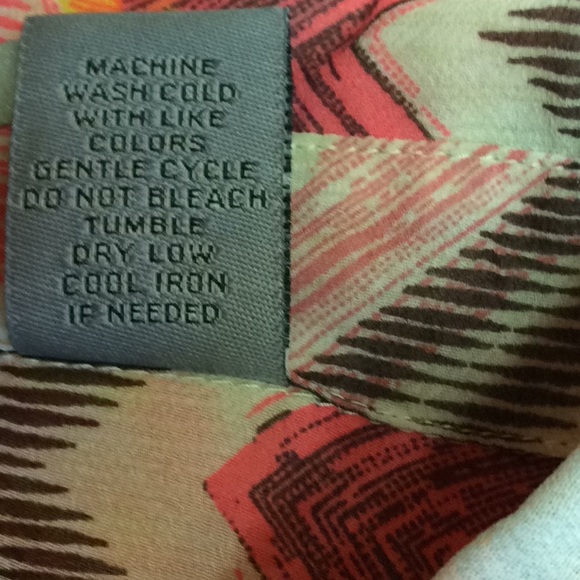 MACHINE
WASH COLD
WITH LIKE
COLORS
GENTLE CYCLE
DO NOT BLEACH
TUMBLE
DRY LOW
COOL IRON
IF NEEDED